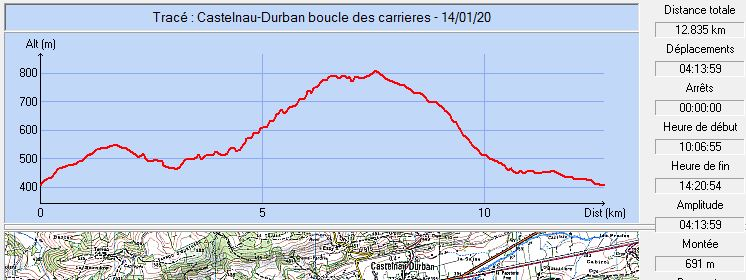 Tracé : Castelnau-Durban boucle des carrieres - 14/01/20
Alt (m)
800
700
600
500
400
0
5
10
Dist (km)
Distance totale
12.835 km
Déplacements
04:13:59
Arrêts
00:00:00
Heure de début
10:06:55
Heure de fin
14:20:54
Amplitude
04:13:59
Montée
691 m
Castelnau-Durban